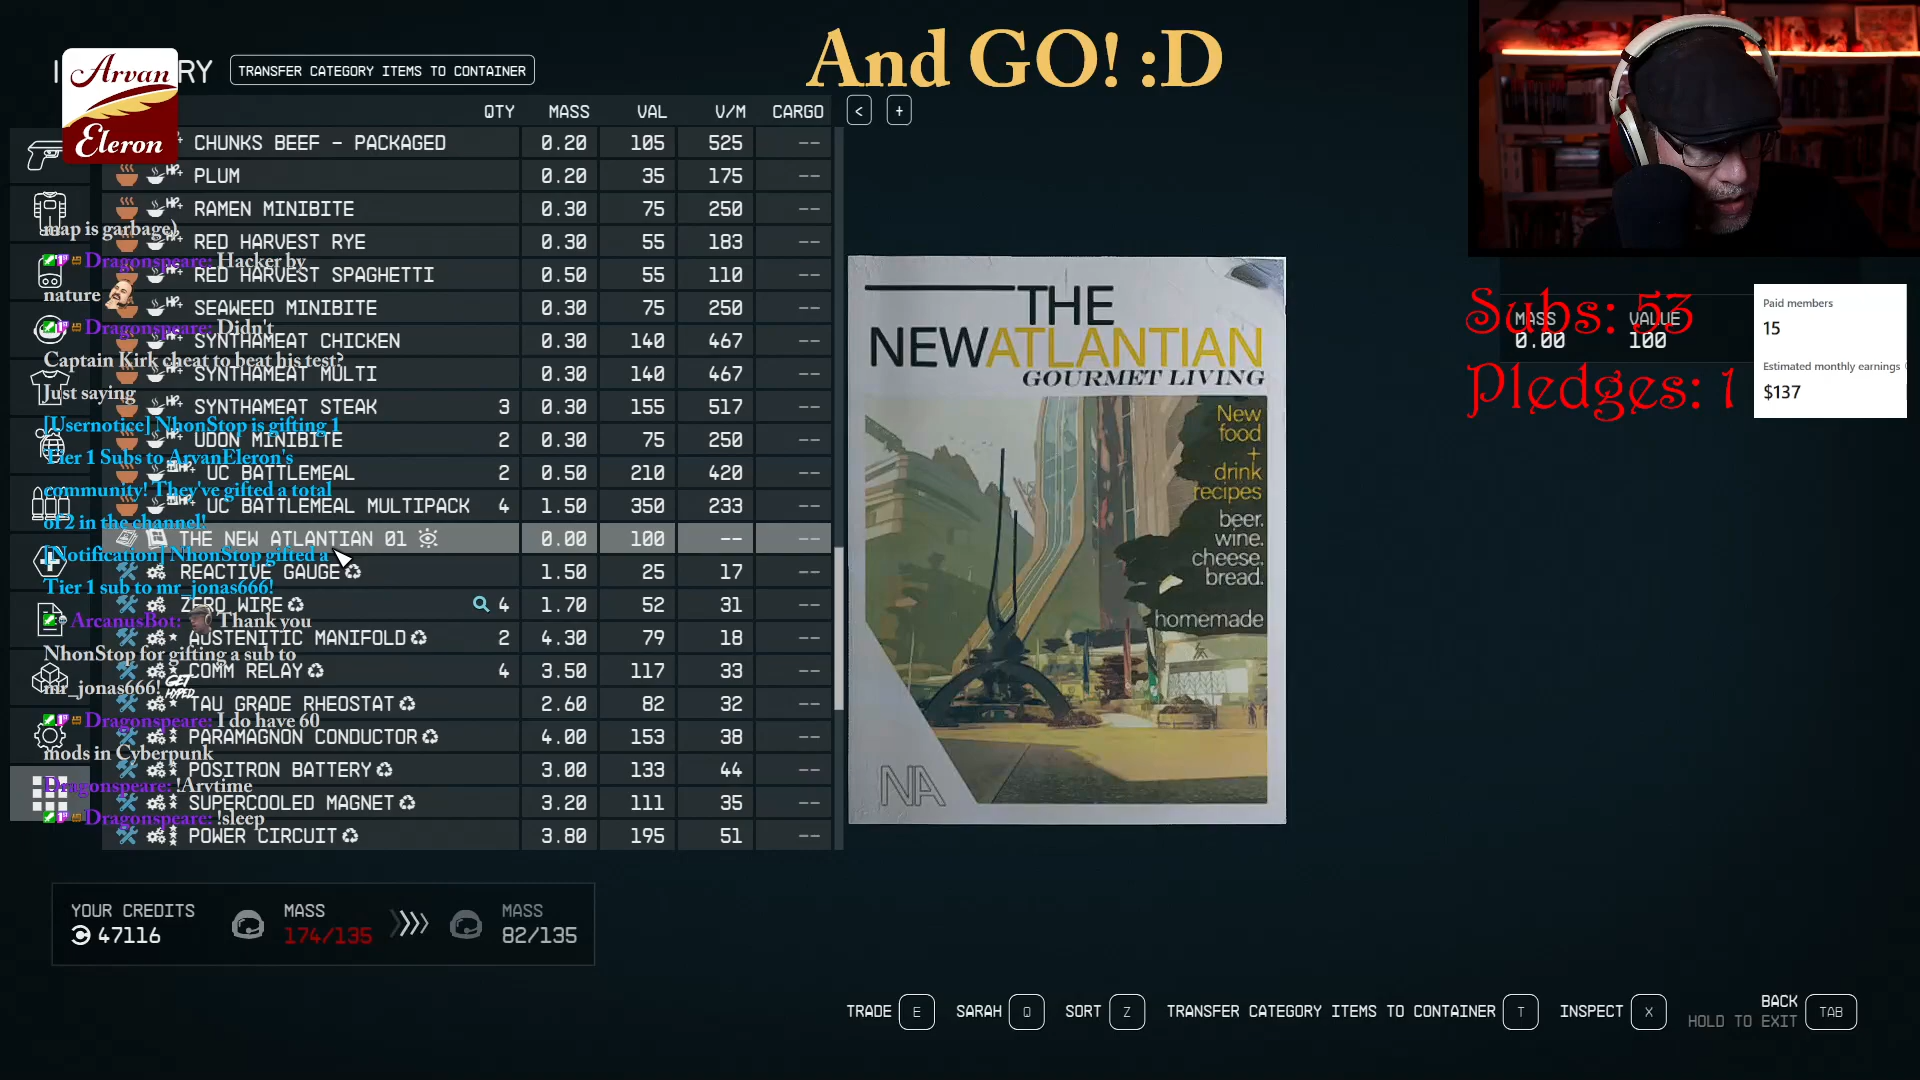 And GO! :D
Arvan
Eleron
RY
TRANSFER CATEGORY ITEMS TO CONTAINER
QTY MASS VAL V/M CARGO < +
CHUNKS BEEF – PACKAGED 0.20 105 525 --
PLUM 0.20 35 175 --
RAMEN MINIBITE 0.30 75 250 --
RED HARVEST RYE 0.30 55 183 --
RED HARVEST SPAGHETTI 0.50 55 110 --
SEAWEED MINIBITE 0.30 75 250 --
SYNTHAMEAT CHICKEN 0.30 140 467 --
SYNTHAMEAT MULTI 0.30 140 467 --
SYNTHAMEAT STEAK 3 0.30 155 517 --
UDON MINIBITE 2 0.30 75 250 --
UC BATTLEMEAL 2 0.50 210 420 --
UC BATTLEMEAL MULTIPACK 4 1.50 350 233 --
THE NEW ATLANTIAN 01 0.00 100 -- --
REACTIVE GAUGE 1.50 25 17 --
ZERO WIRE 4 1.70 52 31 --
AUSTENITIC MANIFOLD 2 4.30 79 18 --
COMM RELAY 4 3.50 117 33 --
TAU GRADE RHEOSTAT 2.60 82 32 --
PARAMAGNON CONDUCTOR 4.00 153 38 --
POSITRON BATTERY 3.00 133 44 --
SUPERCOOLED MAGNET 3.20 111 35 --
POWER CIRCUIT 3.80 195 51 --
map is garbage)
Dragonspeare: Hacker by
nature
Dragonspeare: Didn't
Captain Kirk cheat to beat his test?
Just saying
[Usernotice] NhonStop is gifting 1
Tier 1 Subs to ArvanEleron's
community! They've gifted a total
of 2 in the channel!
[Notification] NhonStop gifted a
Tier 1 sub to mr_jonas666!
ArcanusBot: Thank you
NhonStop for gifting a sub to
mr_jonas666! GET HYPED
Dragonspeare: I do have 60
mods in Cyberpunk
Dragonspeare: !Arvtime
Dragonspeare: !sleep
THE
NEWATLANTIAN
GOURMET LIVING
New
food
+
drink
recipes
beer.
wine.
cheese.
bread.
homemade
NA
Subs: 53
Pledges: 1
MASS VALUE
0.00 100
Paid members
15
Estimated monthly earnings
$137
YOUR CREDITS
47116
MASS
174/135
MASS
82/135
TRADE E SARAH Q SORT Z TRANSFER CATEGORY ITEMS TO CONTAINER T INSPECT X BACK TAB
HOLD TO EXIT